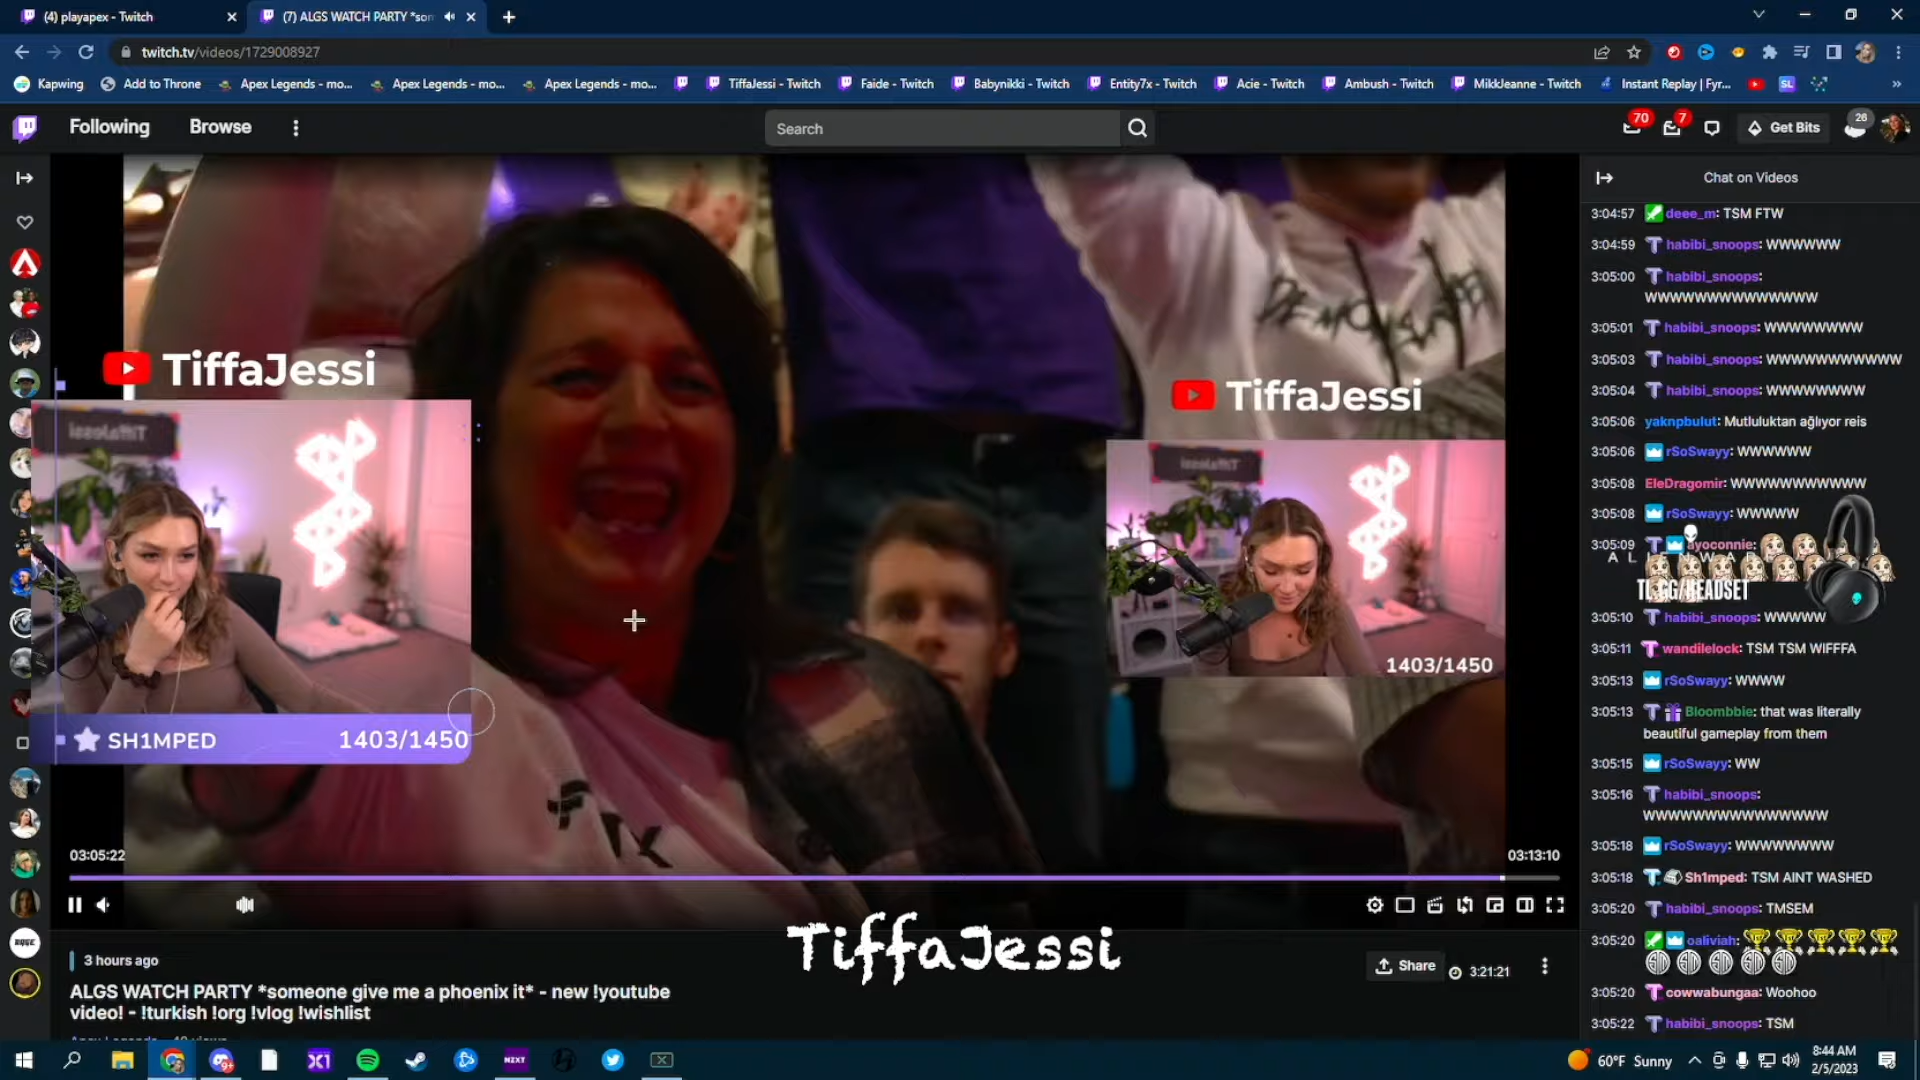 (4) playapex - Twitch
(7) ALGS WATCH PARTY *son
twitch.tv/videos/1729008927
Kapwing
Add to Throne
Apex Legends - mo...
Apex Legends - mo...
Apex Legends - mo...
TiffaJessi - Twitch
Faide - Twitch
Babynikki - Twitch
Entity7x - Twitch
Acie - Twitch
Ambush - Twitch
MikkJeanne - Twitch
Instant Replay | Fyr...
SL
»
Following
Browse
Search
70
7
Get Bits
26
TiffaJessi
TiffaJessi
TiffaJessi
TiffaJessi
SH1MPED
1403/1450
1403/1450
03:05:22
03:13:10
TiffaJessi
3 hours ago
Share
3:21:21
ALGS WATCH PARTY *someone give me a phoenix it* - new !youtube
video! - !turkish !org !vlog !wishlist
Chat on Videos
3:04:57 deee_m: TSM FTW
3:04:59 habibi_snoops: WWWWWW
3:05:00 habibi_snoops:
WWWWWWWWWWWWWW
3:05:01 habibi_snoops: WWWWWWWW
3:05:03 habibi_snoops: WWWWWWWWWWW
3:05:04 habibi_snoops: WWWWWWWW
3:05:06 yaknpbulut: Mutluluktan ağlıyor reis
3:05:06 rSoSwayy: WWWWWW
3:05:08 EleDragomir: WWWWWWWWWWW
3:05:08 rSoSwayy: WWWWW
3:05:09 ayoconnie:
TL.GG/HEADSET
3:05:10 habibi_snoops: WWWWW
3:05:11 wandilelock: TSM TSM WIFFFA
3:05:13 rSoSwayy: WWWW
3:05:13 Bloombbie: that was literally
beautiful gameplay from them
3:05:15 rSoSwayy: WW
3:05:16 habibi_snoops:
WWWWWWWWWWWWWWW
3:05:18 rSoSwayy: WWWWWWWW
3:05:18 Sh1mped: TSM AINT WASHED
3:05:20 habibi_snoops: TMSEM
3:05:20 oaliviah:
3:05:20 cowwabungaa: Woohoo
3:05:22 habibi_snoops: TSM
X1
NZXT
9+
60°F Sunny
8:44 AM
2/5/2023